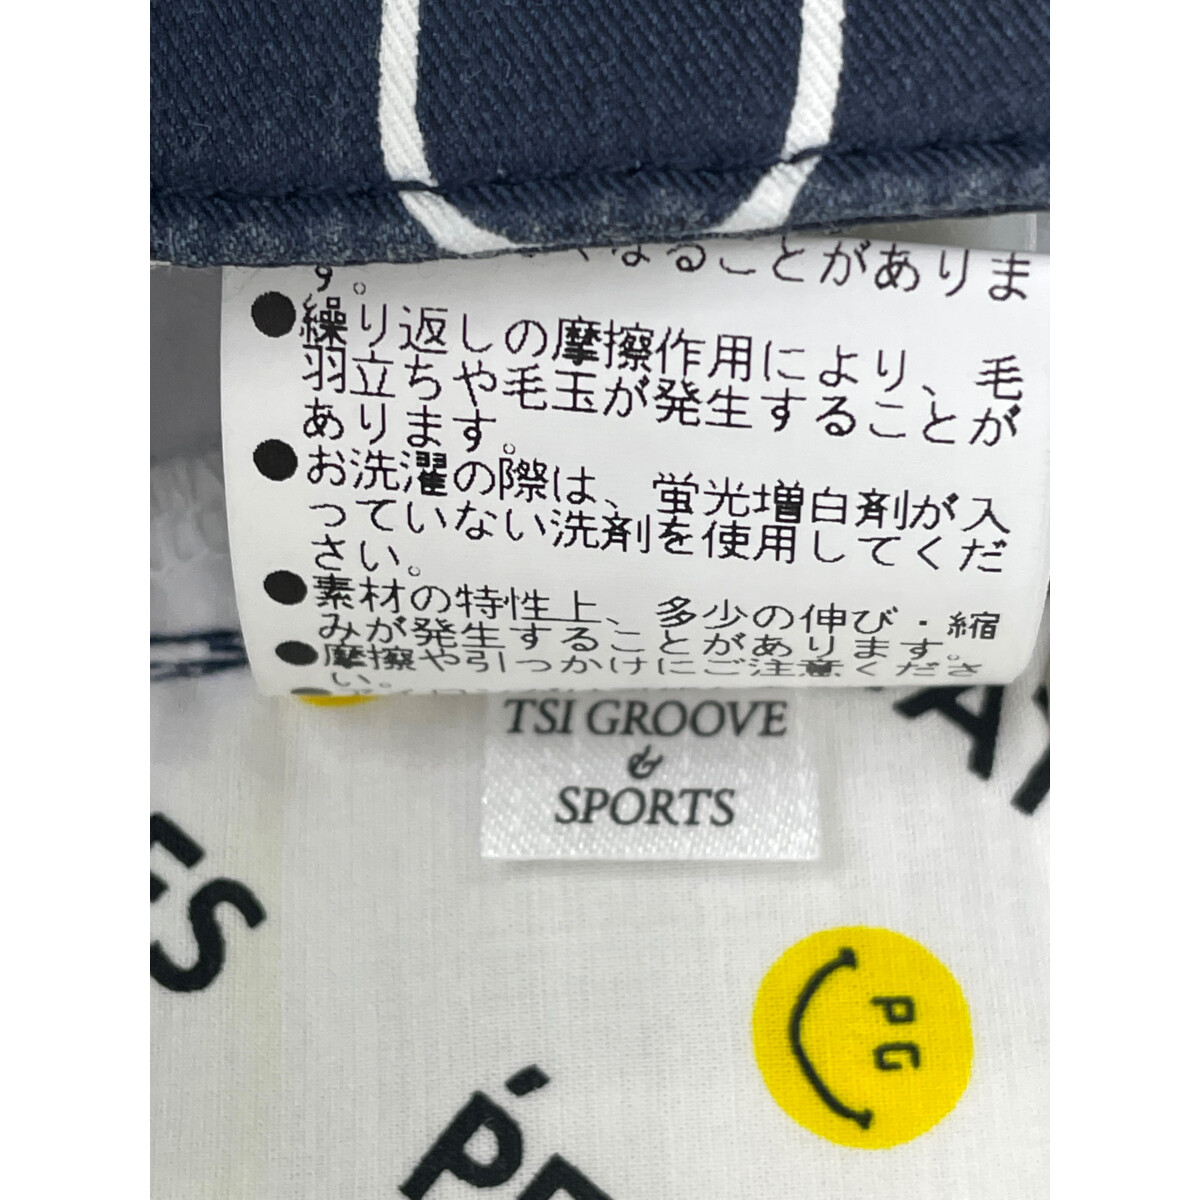 くなることがありま
す。
●繰り返しの摩擦作用により、毛
羽立ちや毛玉が発生することが
あります。
●お洗濯の際は、蛍光増白剤が入
っていない洗剤を使用してくだ
さい。
●素材の特性上、多少の伸び・縮
みが発生することがあります。
●摩擦や引っかけにご注意くださ
い。
TSI GROOVE
&
SPORTS
ES
PG